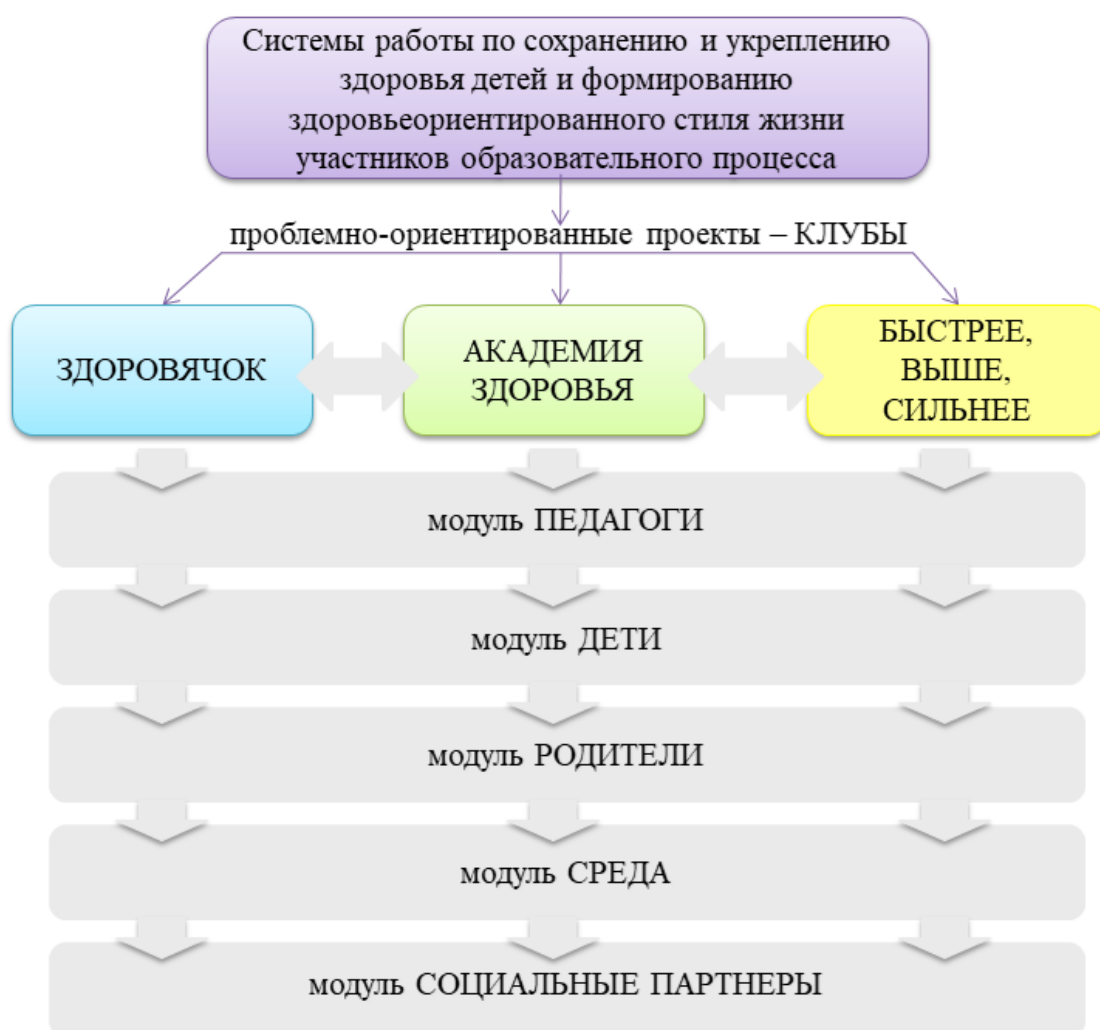 Системы работы по сохранению и укреплению
здоровья детей и формированию
здоровьеориентированного стиля жизни
участников образовательного процесса
проблемно-ориентированные проекты – КЛУБЫ
ЗДОРОВЯЧОК
АКАДЕМИЯ
ЗДОРОВЬЯ
БЫСТРЕЕ,
ВЫШЕ,
СИЛЬНЕЕ
модуль ПЕДАГОГИ
модуль ДЕТИ
модуль РОДИТЕЛИ
модуль СРЕДА
модуль СОЦИАЛЬНЫЕ ПАРТНЕРЫ